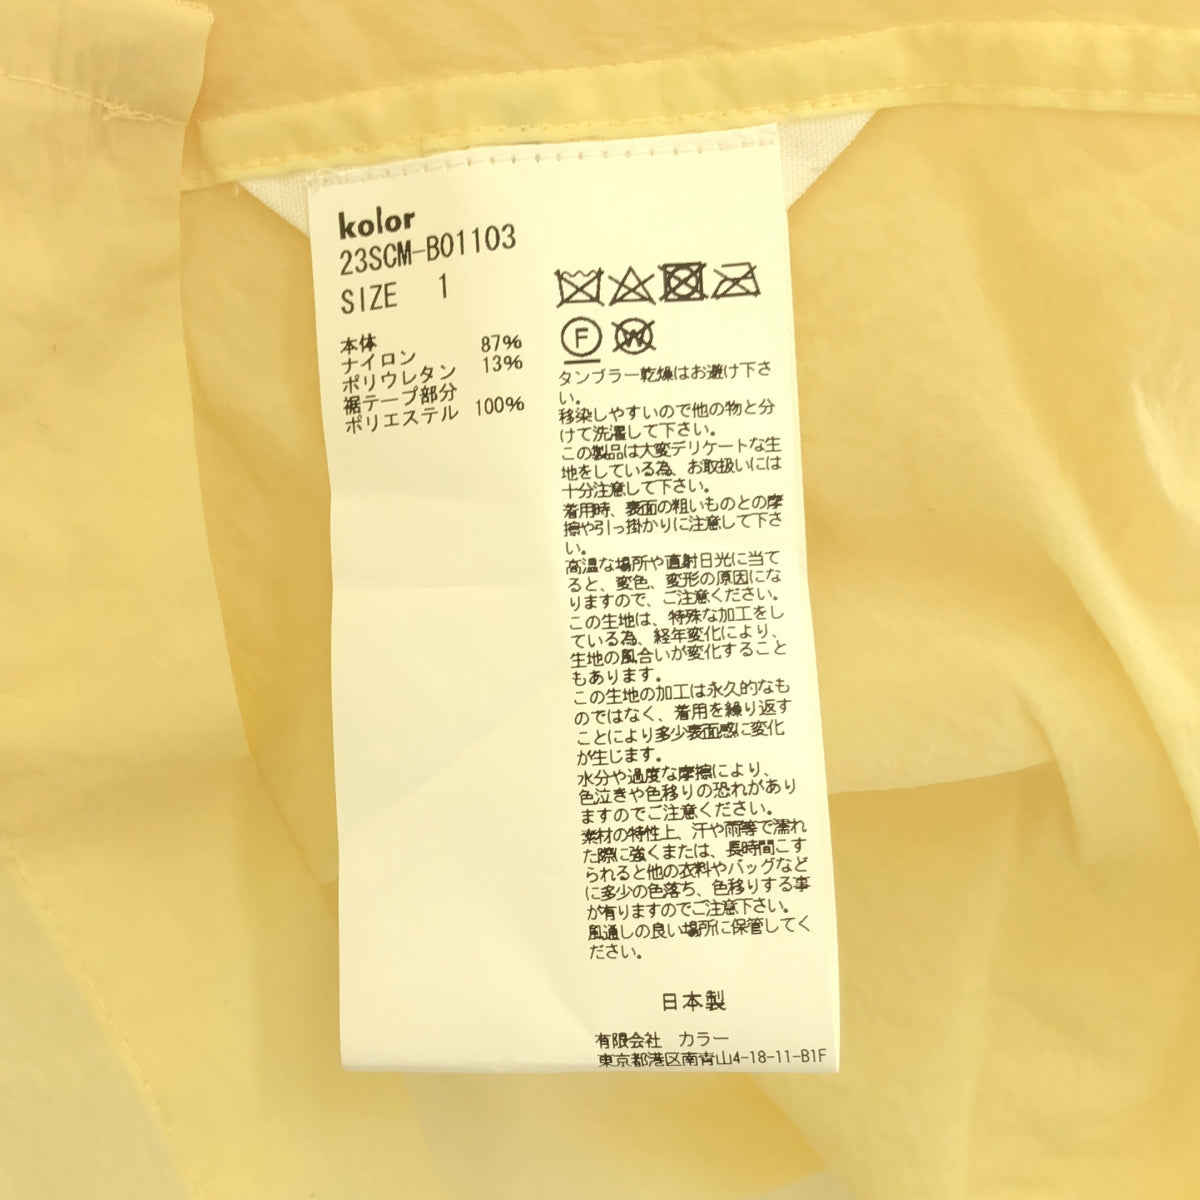 kolor
23SCM-B01103
SIZE 1
本体
ナイロン 87%
ポリウレタン 13%
裾テープ部分
ポリエステル 100%
F
W
タンブラー乾燥はお避け下さ
い。
移染しやすいので他の物と分
けて洗濯して下さい。
この製品は大変デリケートな生
地をしている為、お取扱いには
十分注意して下さい。
着用時、表面の粗いものとの摩
擦や引っ掛かりに注意して下さ
い。
高温な場所や直射日光に当て
ると、変色、変形の原因にな
りますので、ご注意ください。
この生地は、特殊な加工をし
ている為、経年変化により、
生地の風合いが変化すること
もあります。
この生地の加工は永久的なも
のではなく、着用を繰り返す
ことにより多少表面感に変化
が生じます。
水分や過度な摩擦により、
色泣きや色移りの恐れがあり
ますのでご注意ください。
素材の特性上、汗や雨等で濡れ
た際に強くまたは、長時間こす
られると他の衣料やバッグなど
に多少の色落ち、色移りする事
が有りますのでご注意下さい。
風通しの良い場所に保管してく
ださい。
日本製
有限会社 カラー
東京都港区南青山4-18-11-B1F